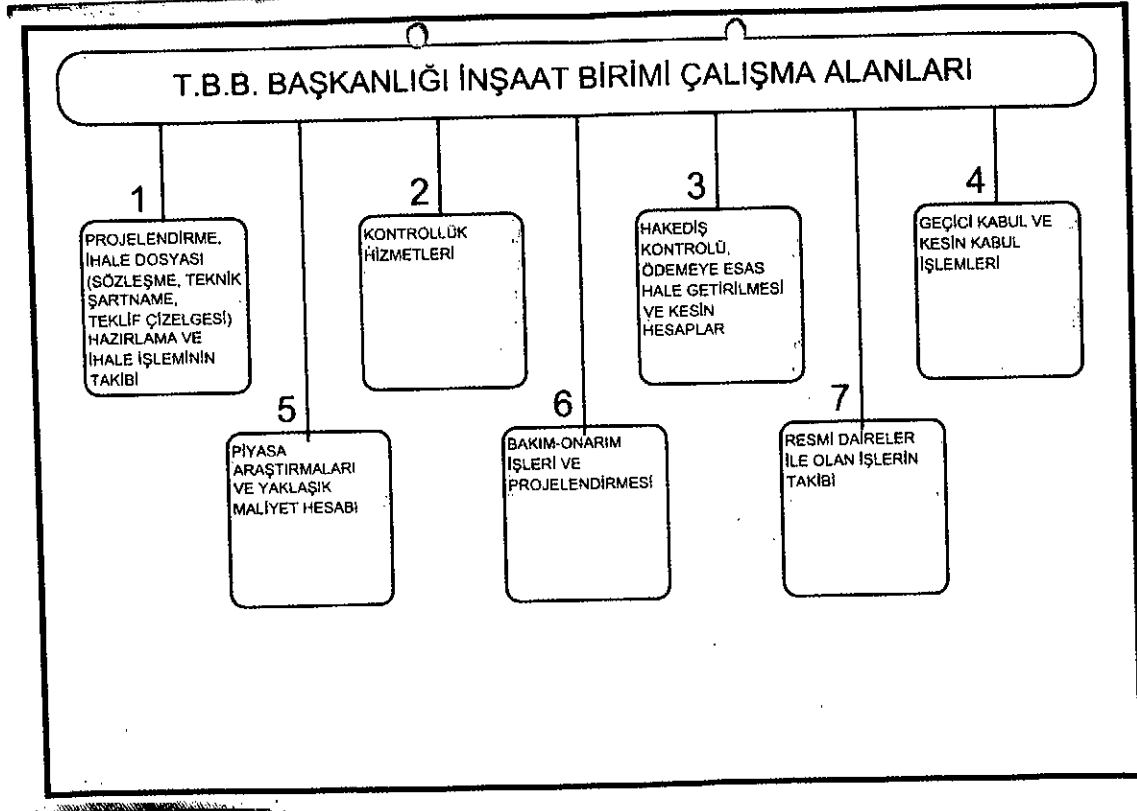 T.B.B. BAŞKANLIĞI İNŞAAT BİRİMİ ÇALIŞMA ALANLARI
1
PROJELENDİRME,
İHALE DOSYASI
(SÖZLEŞME, TEKNİK
ŞARTNAME,
TEKLİF ÇİZELGESİ)
HAZIRLAMA VE
İHALE İŞLEMİNİN
TAKİBİ
2
KONTROLLÜK
HİZMETLERİ
3
HAKEDİŞ
KONTROLÜ,
ÖDEMEYE ESAS
HALE GETİRİLMESİ
VE KESİN
HESAPLAR
4
GEÇİCİ KABUL VE
KESİN KABUL
İŞLEMLERİ
5
PİYASA
ARAŞTIRMALARI
VE YAKLAŞIK
MALİYET HESABI
6
BAKIM-ONARIM
İŞLERİ VE
PROJELENDİRMESİ
7
RESMİ DAİRELER
İLE OLAN İŞLERİN
TAKİBİ